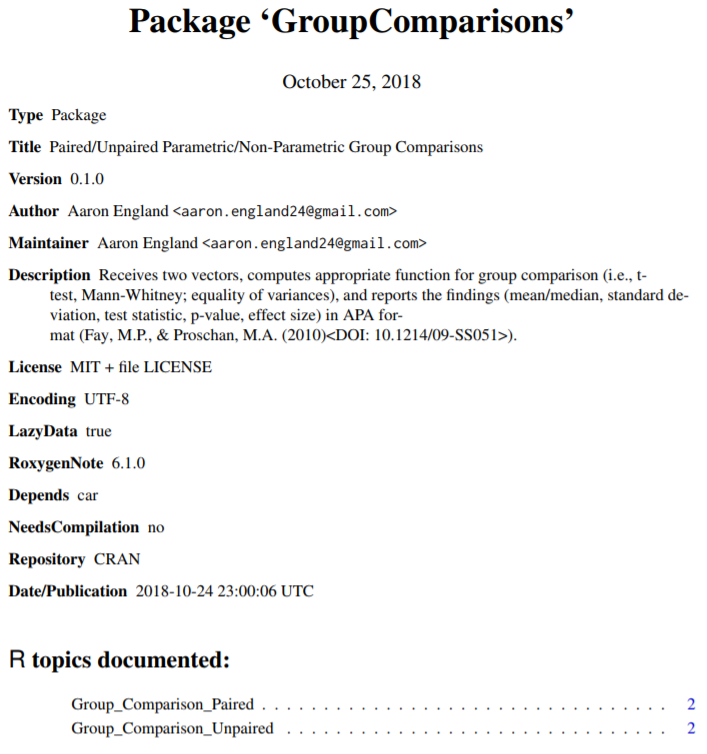 Package ‘GroupComparisons’
October 25, 2018
Type Package
Title Paired/Unpaired Parametric/Non-Parametric Group Comparisons
Version 0.1.0
Author Aaron England <aaron.england24@gmail.com>
Maintainer Aaron England <aaron.england24@gmail.com>
Description Receives two vectors, computes appropriate function for group comparison (i.e., t-
test, Mann-Whitney; equality of variances), and reports the findings (mean/median, standard de-
viation, test statistic, p-value, effect size) in APA for-
mat (Fay, M.P., & Proschan, M.A. (2010)<DOI: 10.1214/09-SS051>).
License MIT + file LICENSE
Encoding UTF-8
LazyData true
RoxygenNote 6.1.0
Depends car
NeedsCompilation no
Repository CRAN
Date/Publication 2018-10-24 23:00:06 UTC
R topics documented:
Group_Comparison_Paired . . . . . . . . . . . . . . . . . . . . . . . . . . . . . . . . . 2
Group_Comparison_Unpaired . . . . . . . . . . . . . . . . . . . . . . . . . . . . . . . 2